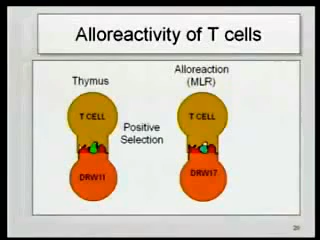 Alloreactivity of T cells
Thymus
Alloreaction
(MLR)
T CELL
T CELL
Positive
Selection
DRW11
DRW17